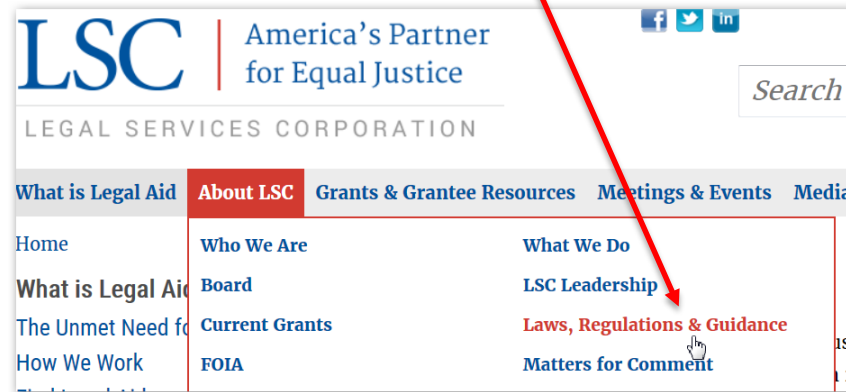 LSC America's Partner
for Equal Justice
f in
Search
LEGAL SERVICES CORPORATION
What is Legal Aid About LSC Grants & Grantee Resources Meetings & Events Media
Home Who We Are What We Do
What is Legal Aid Board LSC Leadership
The Unmet Need fo Current Grants Laws, Regulations & Guidance
How We Work FOIA Matters for Comment